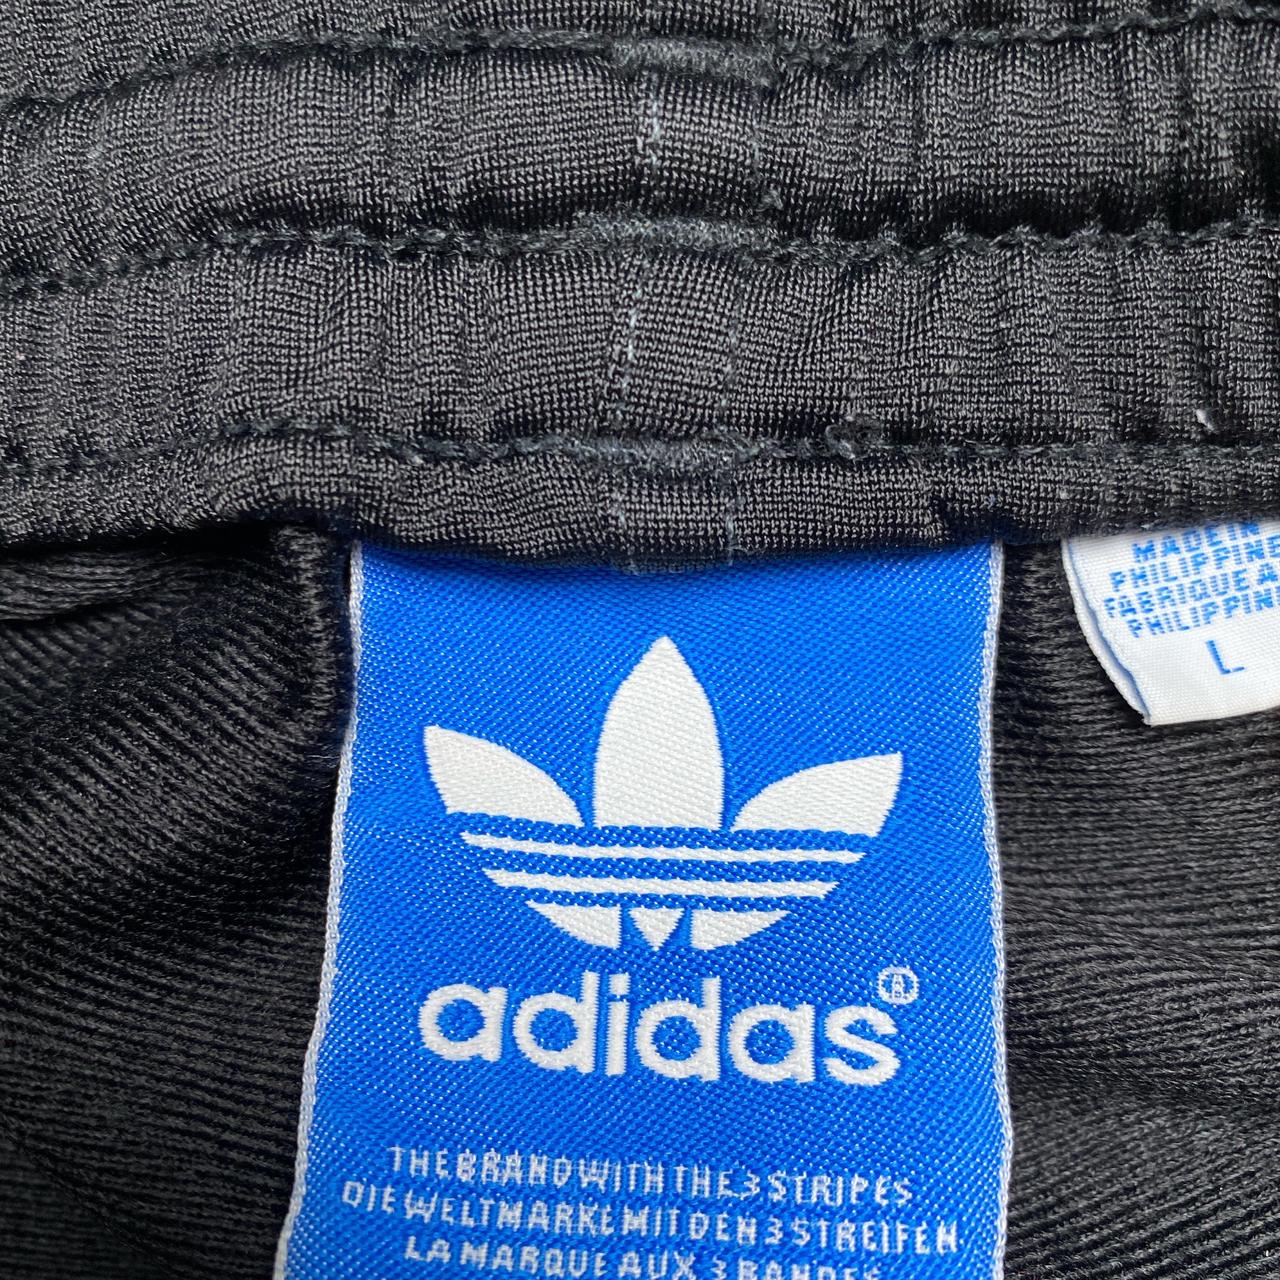 MADE IN
PHILIPPINE
FABRIQUE A
PHILIPPIN
L
adidas®
THE BRAND WITH THE 3 STRIPES
DIE WELTMARKE MIT DEN 3 STREIFEN
LA MARQUE AUX 3 BANDES